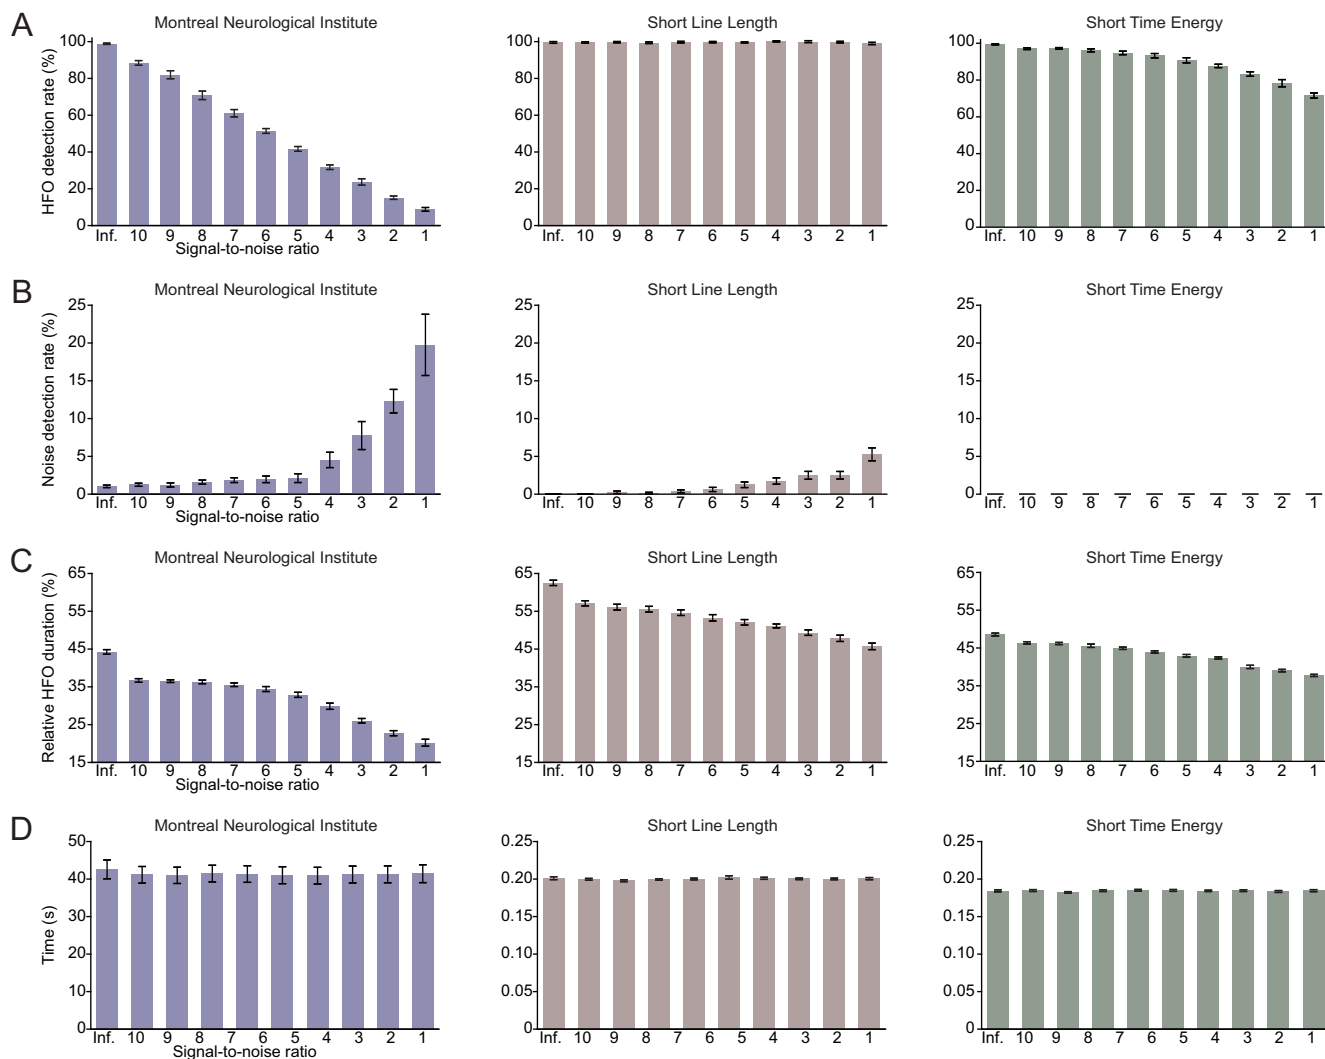 A
Montreal Neurological Institute
HFO detection rate (%)
100
80
60
40
20
0
Inf. 10 9 8 7 6 5 4 3 2 1
Signal-to-noise ratio
Short Line Length
100
80
60
40
20
0
Inf. 10 9 8 7 6 5 4 3 2 1
Short Time Energy
100
80
60
40
20
0
Inf. 10 9 8 7 6 5 4 3 2 1
B
Montreal Neurological Institute
Noise detection rate (%)
25
20
15
10
5
0
Inf. 10 9 8 7 6 5 4 3 2 1
Signal-to-noise ratio
Short Line Length
25
20
15
10
5
0
Inf. 10 9 8 7 6 5 4 3 2 1
Short Time Energy
25
20
15
10
5
0
Inf. 10 9 8 7 6 5 4 3 2 1
C
Montreal Neurological Institute
Relative HFO duration (%)
65
55
45
35
25
15
Inf. 10 9 8 7 6 5 4 3 2 1
Signal-to-noise ratio
Short Line Length
65
55
45
35
25
15
Inf. 10 9 8 7 6 5 4 3 2 1
Short Time Energy
65
55
45
35
25
15
Inf. 10 9 8 7 6 5 4 3 2 1
D
Montreal Neurological Institute
Time (s)
50
40
30
20
10
0
Inf. 10 9 8 7 6 5 4 3 2 1
Signal-to-noise ratio
Short Line Length
0.25
0.20
0.15
0.10
0.05
0.00
Inf. 10 9 8 7 6 5 4 3 2 1
Short Time Energy
0.25
0.20
0.15
0.10
0.05
0.00
Inf. 10 9 8 7 6 5 4 3 2 1